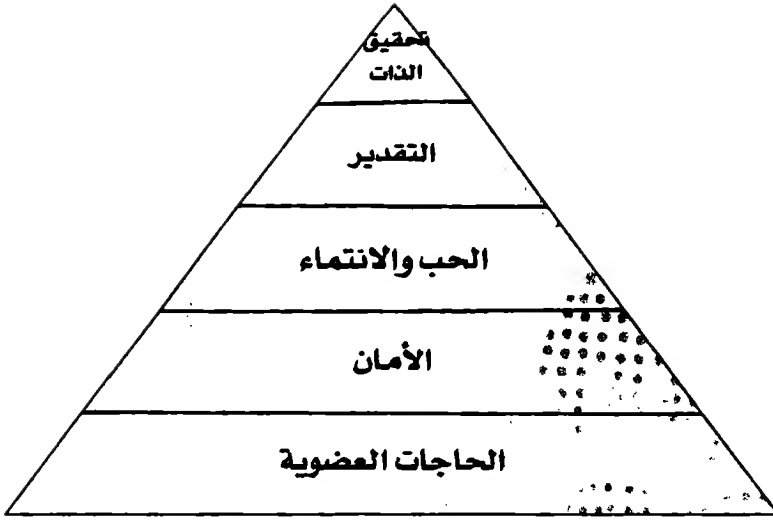 تحقيق
الذات
التقدير
الحب والانتماء
الأمان
الحاجات العضوية